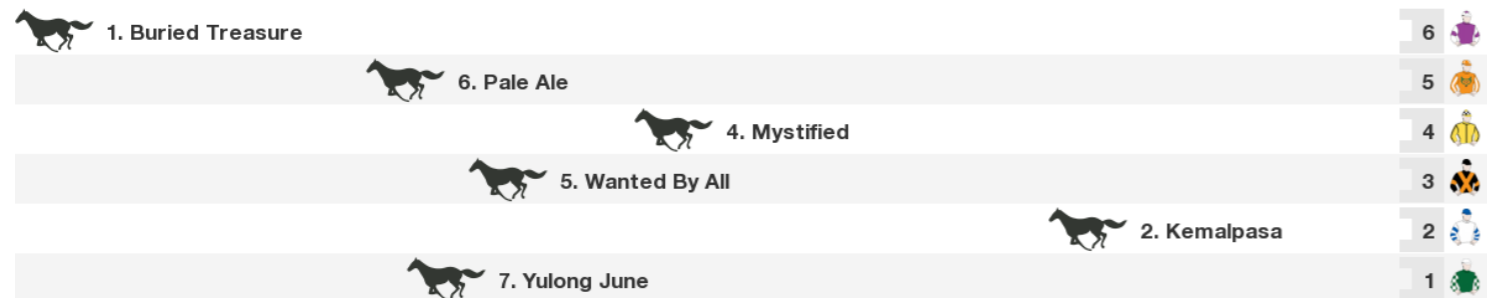 1. Buried Treasure 6
6. Pale Ale 5
4. Mystified 4
5. Wanted By All 3
2. Kemalpasa 2
7. Yulong June 1